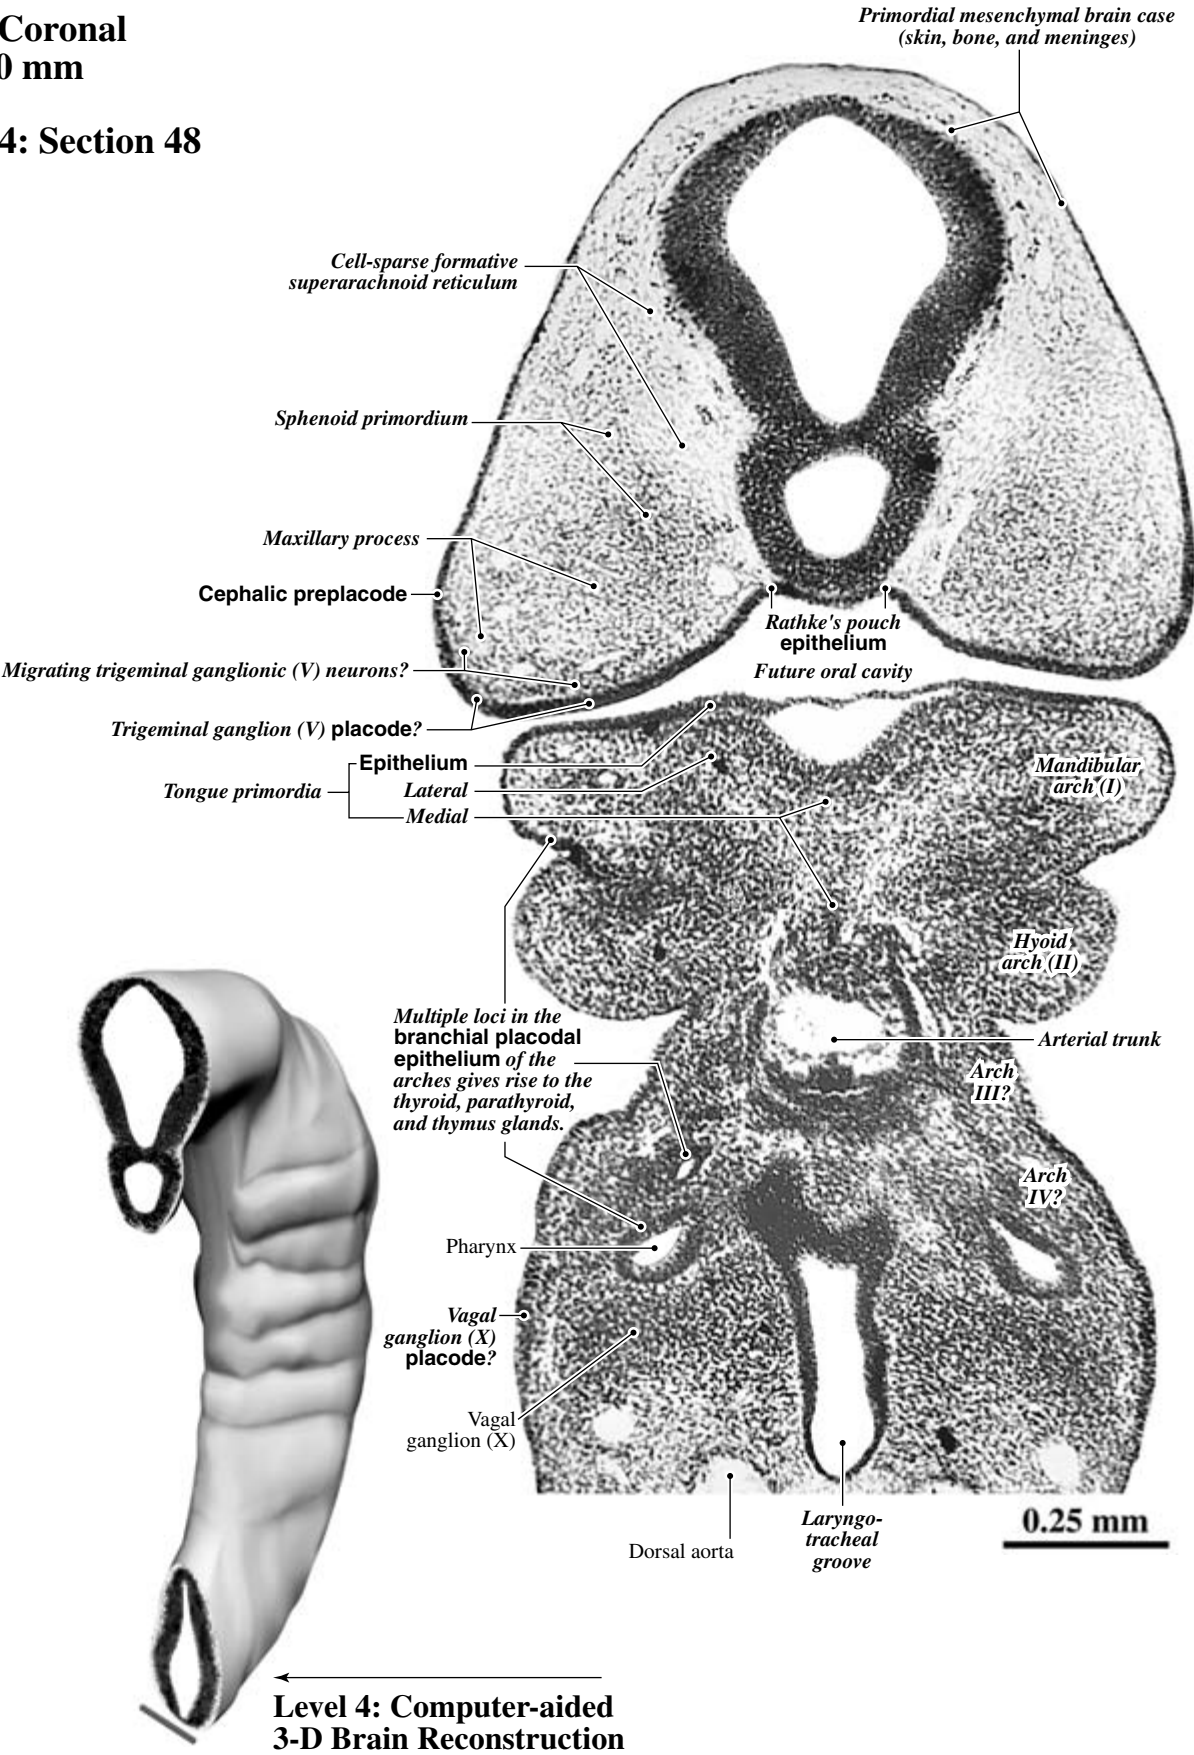 Coronal
0 mm
4: Section 48
Primordial mesenchymal brain case
(skin, bone, and meninges)
Cell-sparse formative
superarachnoid reticulum
Sphenoid primordium
Maxillary process
Cephalic preplacode
Rathke's pouch
epithelium
Migrating trigeminal ganglionic (V) neurons?
Future oral cavity
Trigeminal ganglion (V) placode?
Epithelium
Tongue primordia
Lateral
Medial
Mandibular
arch (I)
Hyoid
arch (II)
Multiple loci in the
branchial placodal
epithelium of the
arches gives rise to the
thyroid, parathyroid,
and thymus glands.
Arterial trunk
Arch
III?
Arch
IV?
Pharynx
Vagal
ganglion (X)
placode?
Vagal
ganglion (X)
Dorsal aorta
Laryngo-
tracheal
groove
0.25 mm
Level 4: Computer-aided
3-D Brain Reconstruction